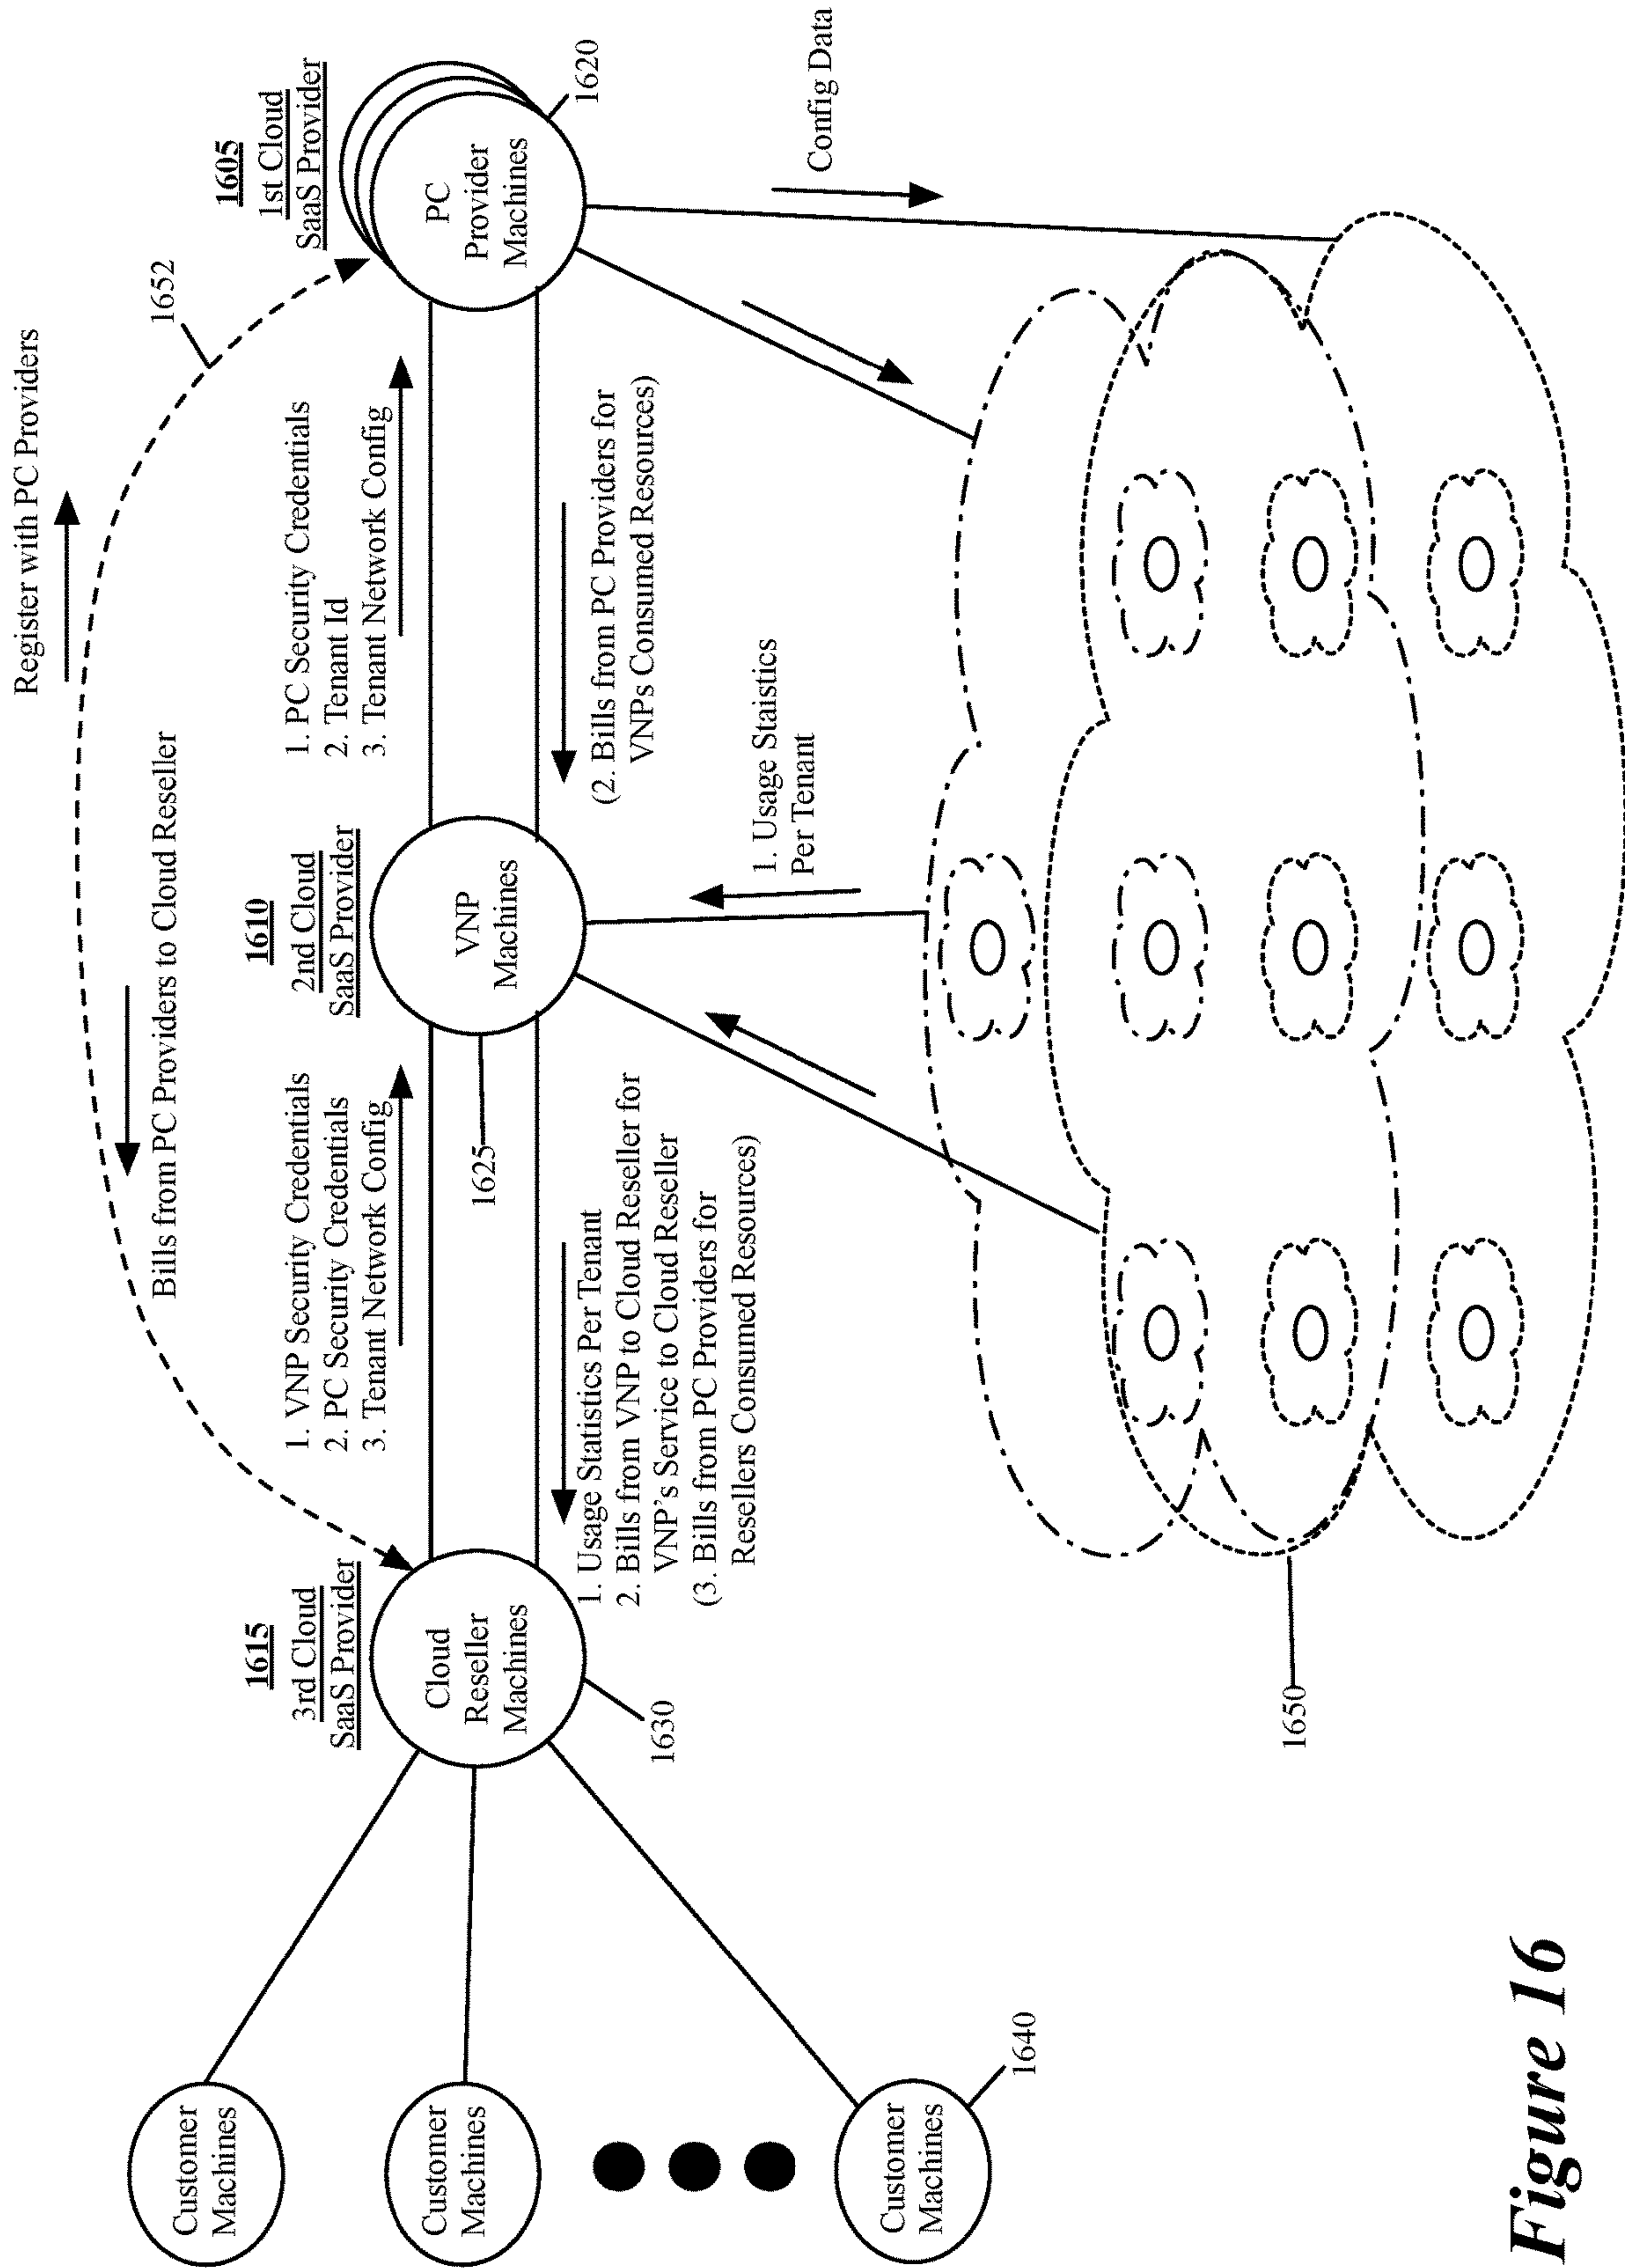 Register with PC Providers
1652
Bills from PC Providers to Cloud Reseller
1615
3rd Cloud
SaaS Provider
1610
2nd Cloud
SaaS Provider
1605
1st Cloud
SaaS Provider
Customer
Machines
Customer
Machines
Customer
Machines
1640
Cloud
Reseller
Machines
1630
1. VNP Security Credentials
2. PC Security Credentials
3. Tenant Network Config
1. Usage Statistics Per Tenant
2. Bills from VNP to Cloud Reseller for
VNP's Service to Cloud Reseller
(3. Bills from PC Providers for
Resellers Consumed Resources)
VNP
Machines
1625
1. PC Security Credentials
2. Tenant Id
3. Tenant Network Config
(2. Bills from PC Providers for
VNPs Consumed Resources)
PC
Provider
Machines
1620
1. Usage Staistics
Per Tenant
Config Data
1650
Figure 16